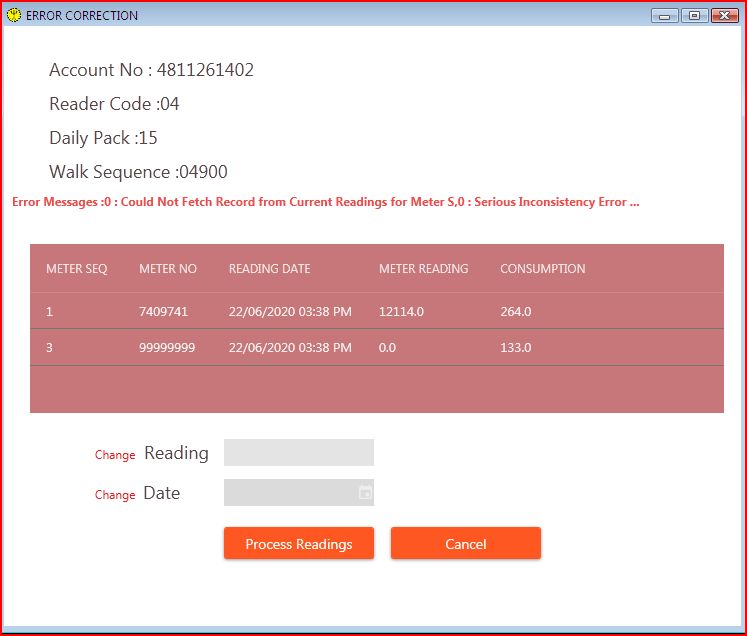 ERROR CORRECTION
Account No : 4811261402
Reader Code :04
Daily Pack :15
Walk Sequence :04900
Error Messages :0 : Could Not Fetch Record from Current Readings for Meter S,0 : Serious Inconsistency Error ...
METER SEQ METER NO READING DATE METER READING CONSUMPTION
1 7409741 22/06/2020 03:38 PM 12114.0 264.0
3 99999999 22/06/2020 03:38 PM 0.0 133.0
Change Reading
Change Date
Process Readings Cancel